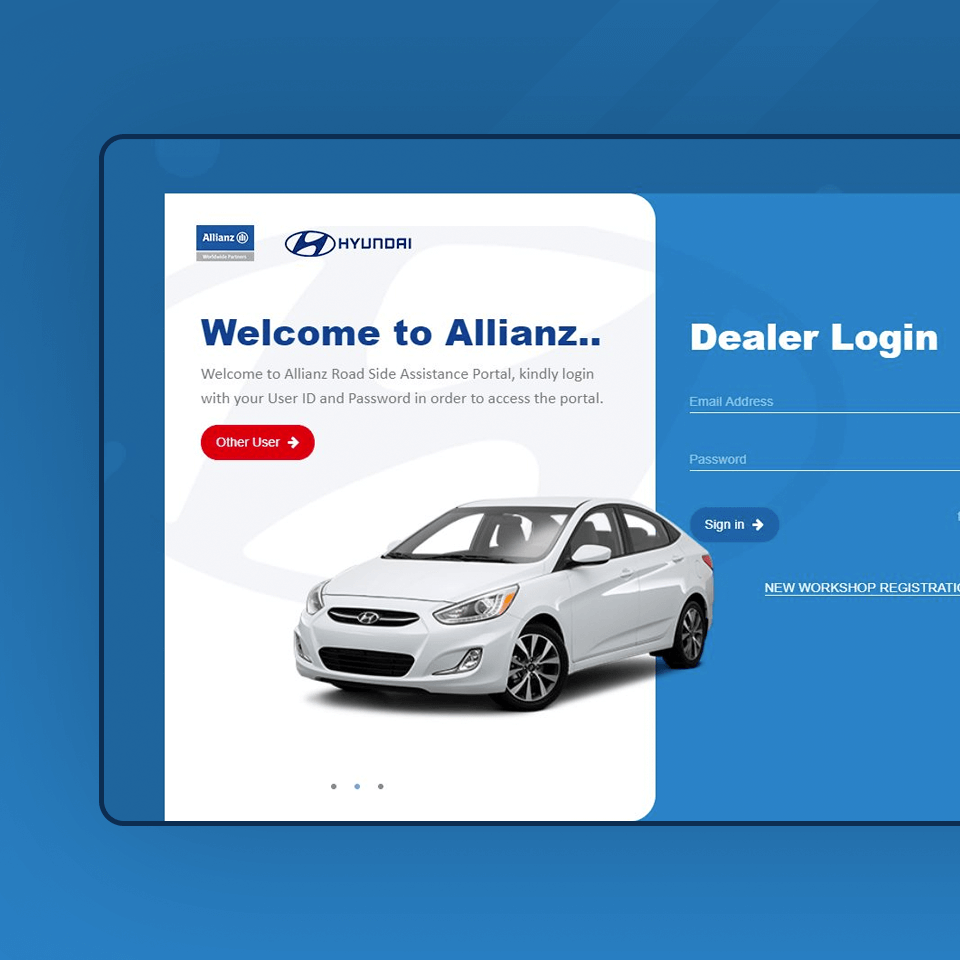 Allianz
Worldwide Partners
HYUNDAI
Welcome to Allianz..
Welcome to Allianz Road Side Assistance Portal, kindly login
with your User ID and Password in order to access the portal.
Other User
Dealer Login
Email Address
Password
Sign in
NEW WORKSHOP